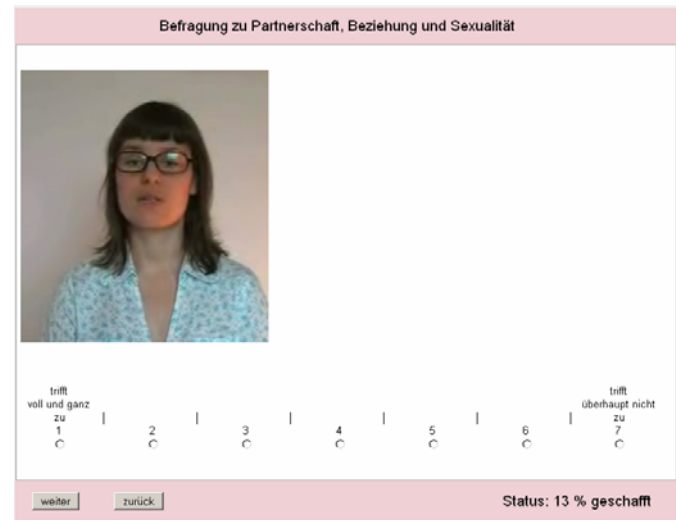 Befragung zu Partnerschaft, Beziehung und Sexualität
trifft
voll und ganz
zu
1 | 2 | 3 | 4 | 5 | 6 | 7
trifft
überhaupt nicht
zu
weiter zurück Status: 13 % geschafft